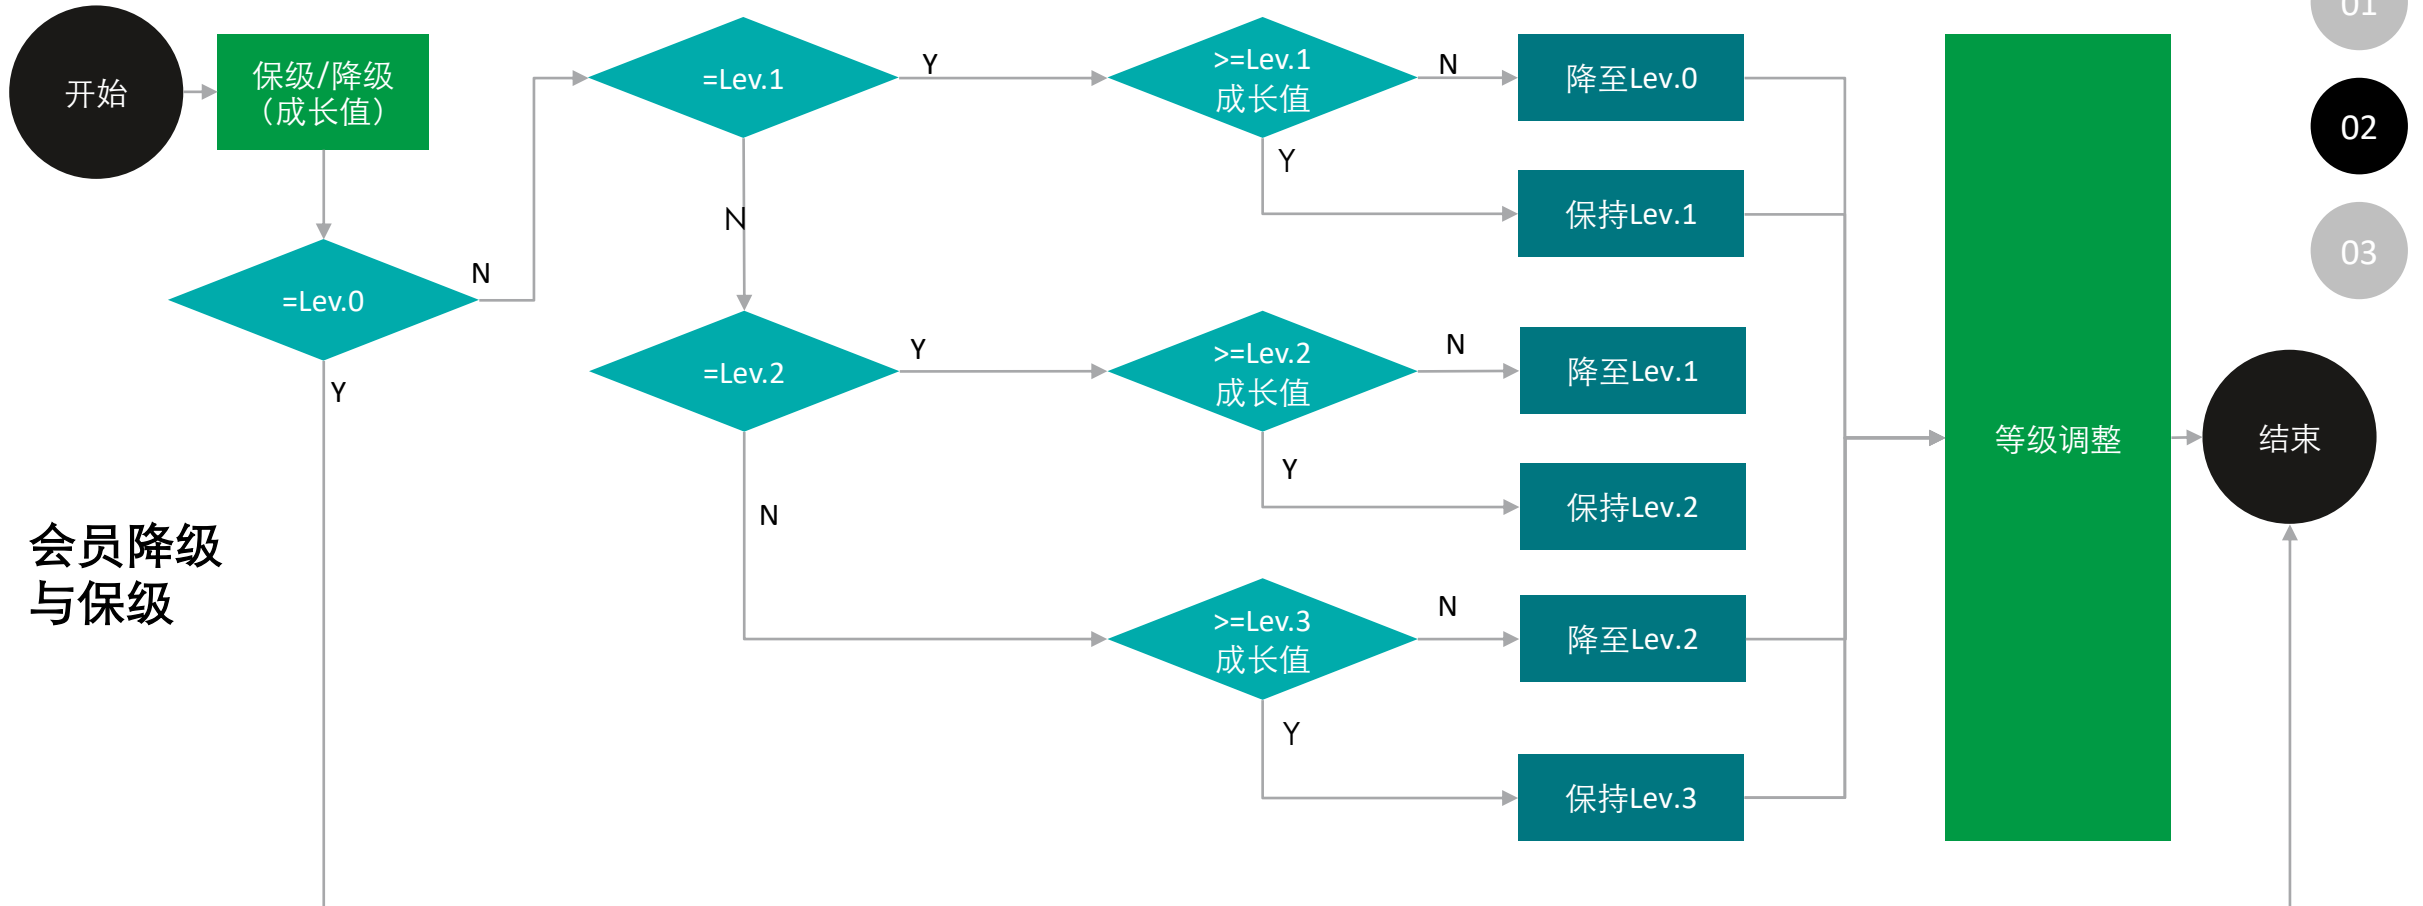 开始
保级/降级
（成长值）
=Lev.0
N
Y
=Lev.1
Y
N
>=Lev.1
成长值
N
Y
降至Lev.0
保持Lev.1
=Lev.2
Y
N
>=Lev.2
成长值
N
Y
降至Lev.1
保持Lev.2
>=Lev.3
成长值
N
Y
降至Lev.2
保持Lev.3
等级调整
结束
会员降级
与保级
01
02
03